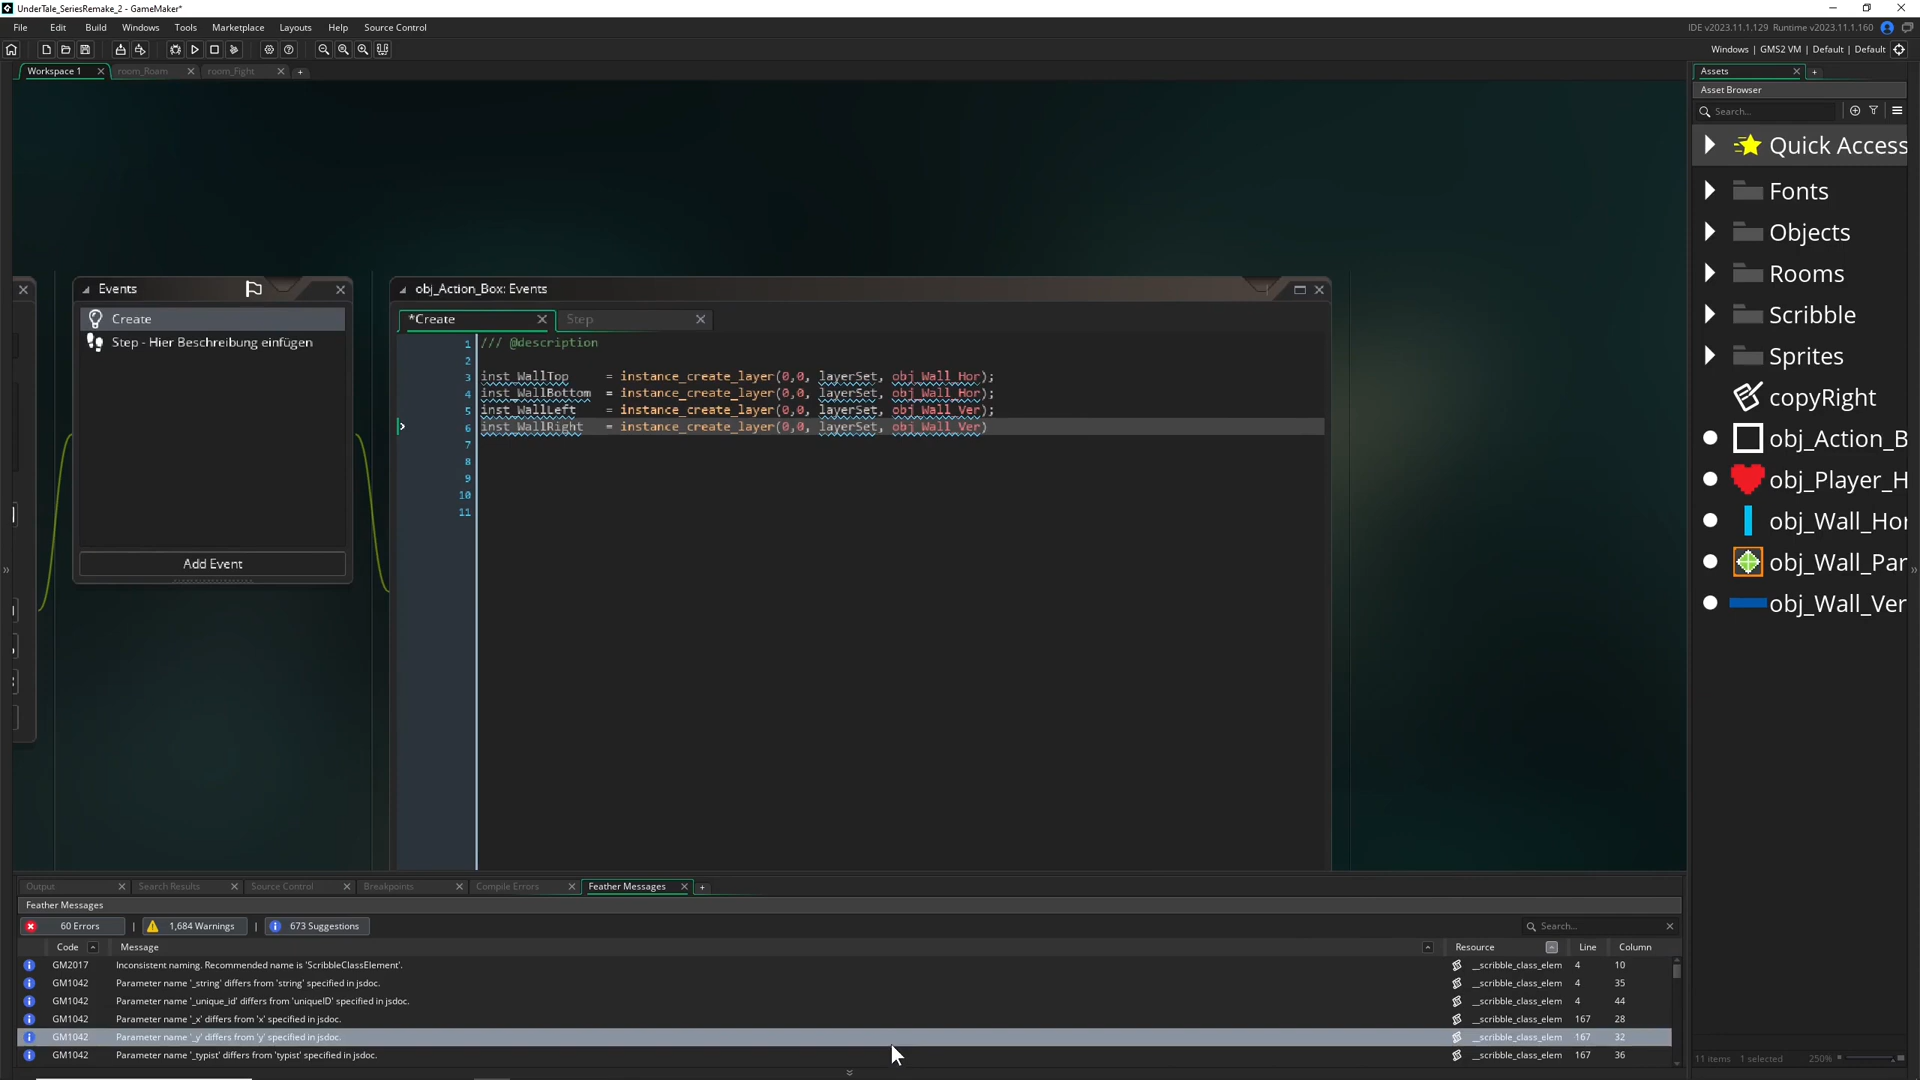 UnderTale_SeriesRemake_2 - GameMaker*
File Edit Build Windows Tools Marketplace Layouts Help Source Control
IDE v2023.11.1.129 Runtime v2023.11.1.160
Windows | GMS2 VM | Default | Default
Workspace 1 room_Roam room_Fight
Assets
Asset Browser
Search...
Quick Access
Fonts
Objects
Rooms
Scribble
Sprites
copyRight
obj_Action_B
obj_Player_H
obj_Wall_Hor
obj_Wall_Par
obj_Wall_Ver
11 items 1 selected 250%
Events
Create
Step - Hier Beschreibung einfügen
Add Event
obj_Action_Box: Events
*Create Step
1 /// @description
2
3 inst_WallTop = instance_create_layer(0,0, layerSet, obj_Wall_Hor);
4 inst_WallBottom = instance_create_layer(0,0, layerSet, obj_Wall_Hor);
5 inst_WallLeft = instance_create_layer(0,0, layerSet, obj_Wall_Ver);
6 inst_WallRight = instance_create_layer(0,0, layerSet, obj_Wall_Ver)
7
8
9
10
11
Output Search Results Source Control Breakpoints Compile Errors Feather Messages
Feather Messages
60 Errors | 1,684 Warnings | 673 Suggestions
Search...
Code Message Resource Line Column
GM2017 Inconsistent naming. Recommended name is 'ScribbleClassElement'. __scribble_class_elem 4 10
GM1042 Parameter name '_string' differs from 'string' specified in jsdoc. __scribble_class_elem 4 35
GM1042 Parameter name '_unique_id' differs from 'uniqueID' specified in jsdoc. __scribble_class_elem 4 44
GM1042 Parameter name '_x' differs from 'x' specified in jsdoc. __scribble_class_elem 167 28
GM1042 Parameter name '_y' differs from 'y' specified in jsdoc. __scribble_class_elem 167 32
GM1042 Parameter name '_typist' differs from 'typist' specified in jsdoc. __scribble_class_elem 167 36